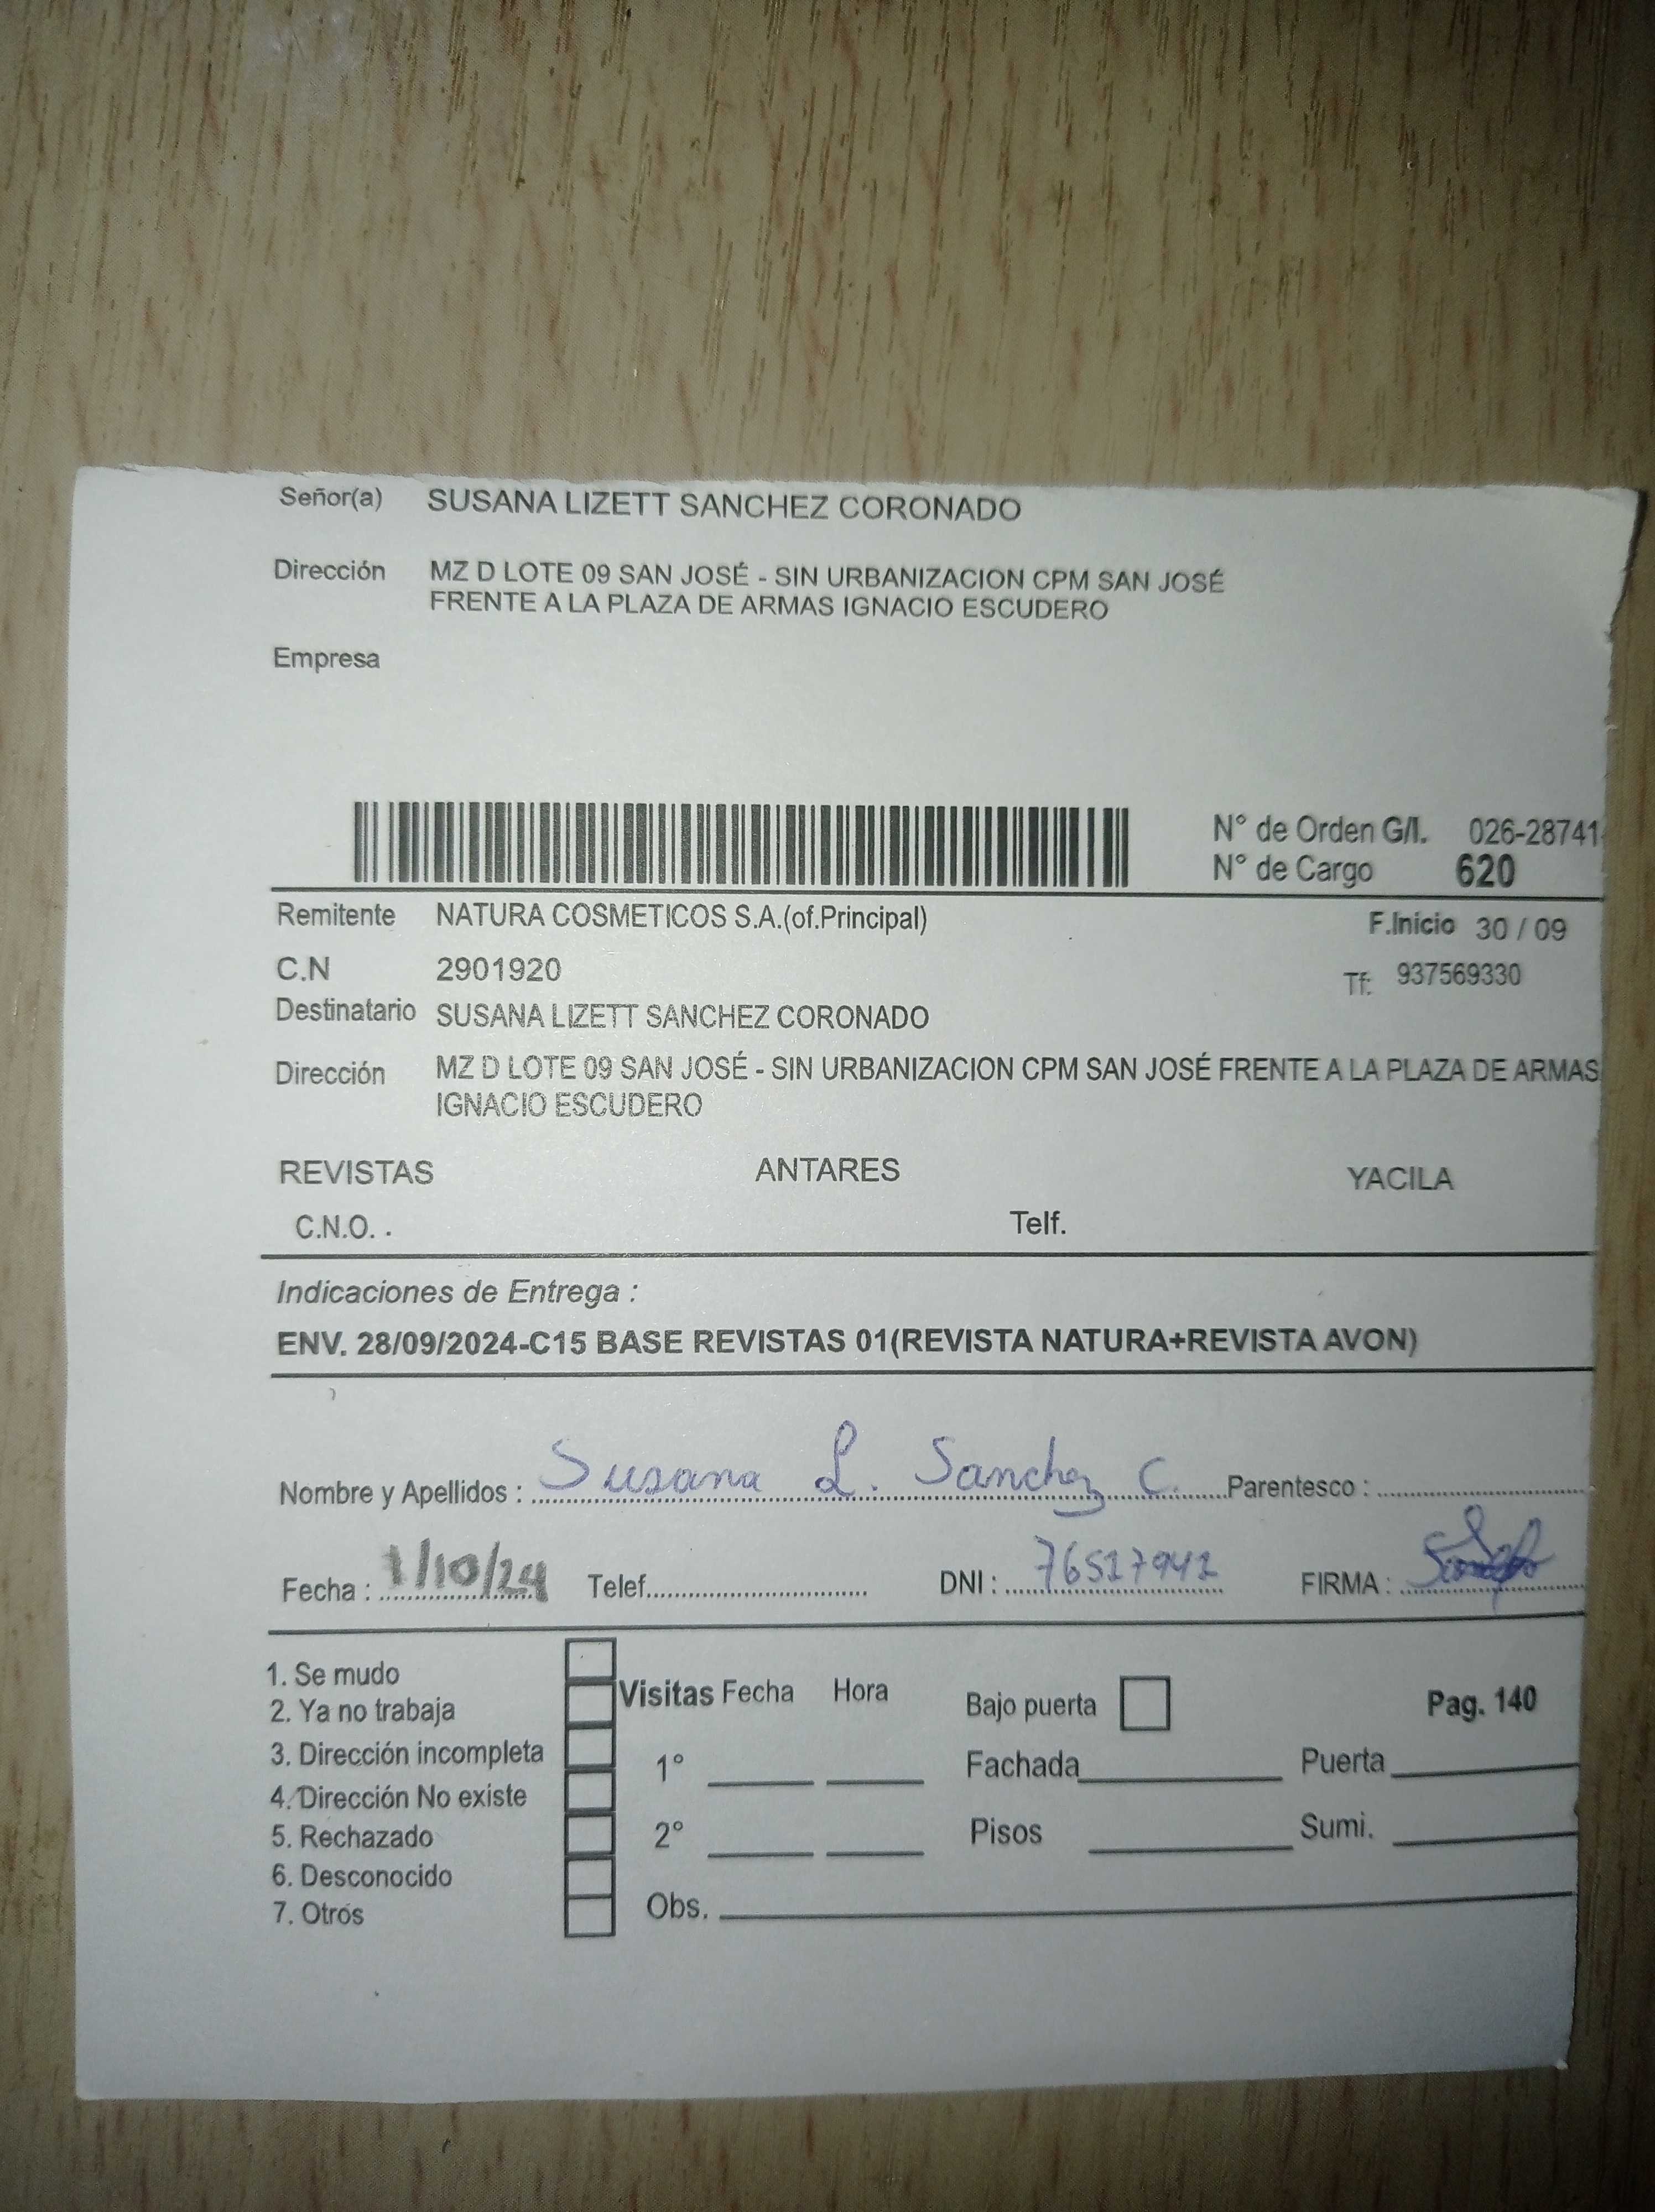 Señor(a) SUSANA LIZETT SANCHEZ CORONADO
Dirección MZ D LOTE 09 SAN JOSÉ - SIN URBANIZACION CPM SAN JOSÉ
FRENTE A LA PLAZA DE ARMAS IGNACIO ESCUDERO
Empresa
N° de Orden G/I. 026-28741
N° de Cargo 620
Remitente NATURA COSMETICOS S.A.(of.Principal) F.Inicio 30 / 09
C.N 2901920 Tf: 937569330
Destinatario SUSANA LIZETT SANCHEZ CORONADO
Dirección MZ D LOTE 09 SAN JOSÉ - SIN URBANIZACION CPM SAN JOSÉ FRENTE A LA PLAZA DE ARMAS
IGNACIO ESCUDERO
REVISTAS ANTARES YACILA
C.N.O. . Telf.
Indicaciones de Entrega :
ENV. 28/09/2024-C15 BASE REVISTAS 01(REVISTA NATURA+REVISTA AVON)
Nombre y Apellidos : Susana L. Sanchez C. Parentesco :
Fecha : 1/10/24 Telef. DNI : 76517941 FIRMA :
1. Se mudo
2. Ya no trabaja
3. Dirección incompleta
4. Dirección No existe
5. Rechazado
6. Desconocido
7. Otros
Visitas Fecha Hora Bajo puerta Pag. 140
1° Fachada Puerta
2° Pisos Sumi.
Obs.